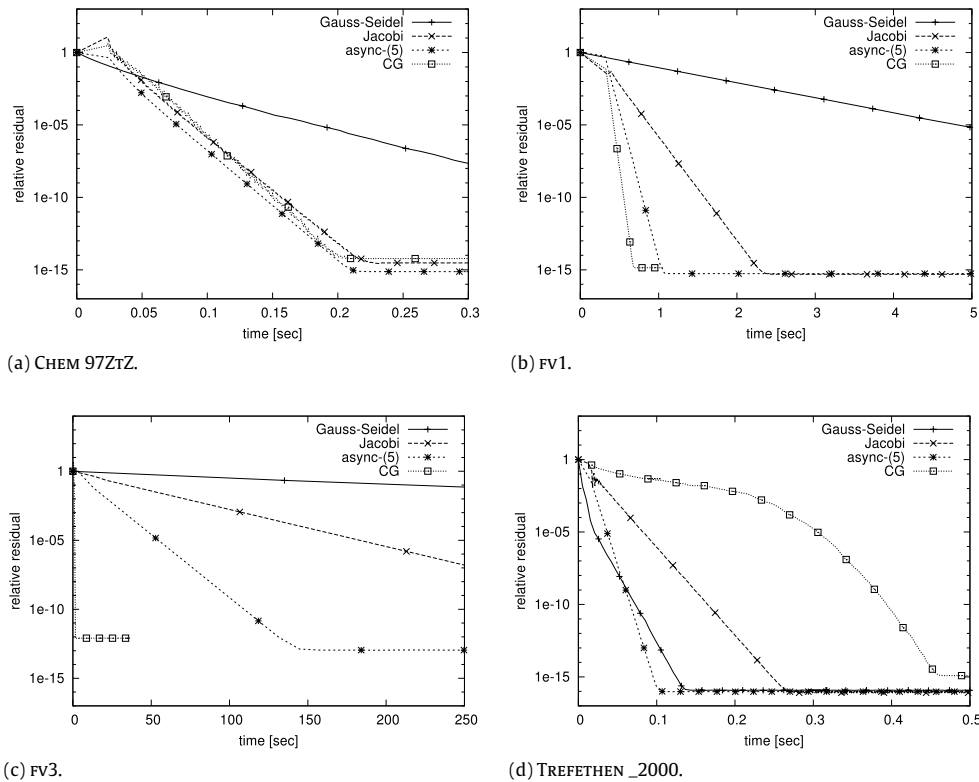 Gauss-Seidel
Jacobi
async-(5)
CG
1
1e-05
1e-10
1e-15
relative residual
0
0.05
0.1
0.15
0.2
0.25
0.3
time [sec]
(a) CHEM 97ZTZ.
Gauss-Seidel
Jacobi
async-(5)
CG
1
1e-05
1e-10
1e-15
relative residual
0
1
2
3
4
5
time [sec]
(b) FV1.
Gauss-Seidel
Jacobi
async-(5)
CG
1
1e-05
1e-10
1e-15
relative residual
0
50
100
150
200
250
time [sec]
(c) FV3.
Gauss-Seidel
Jacobi
async-(5)
CG
1
1e-05
1e-10
1e-15
relative residual
0
0.1
0.2
0.3
0.4
0.5
time [sec]
(d) TREFETHEN _2000.